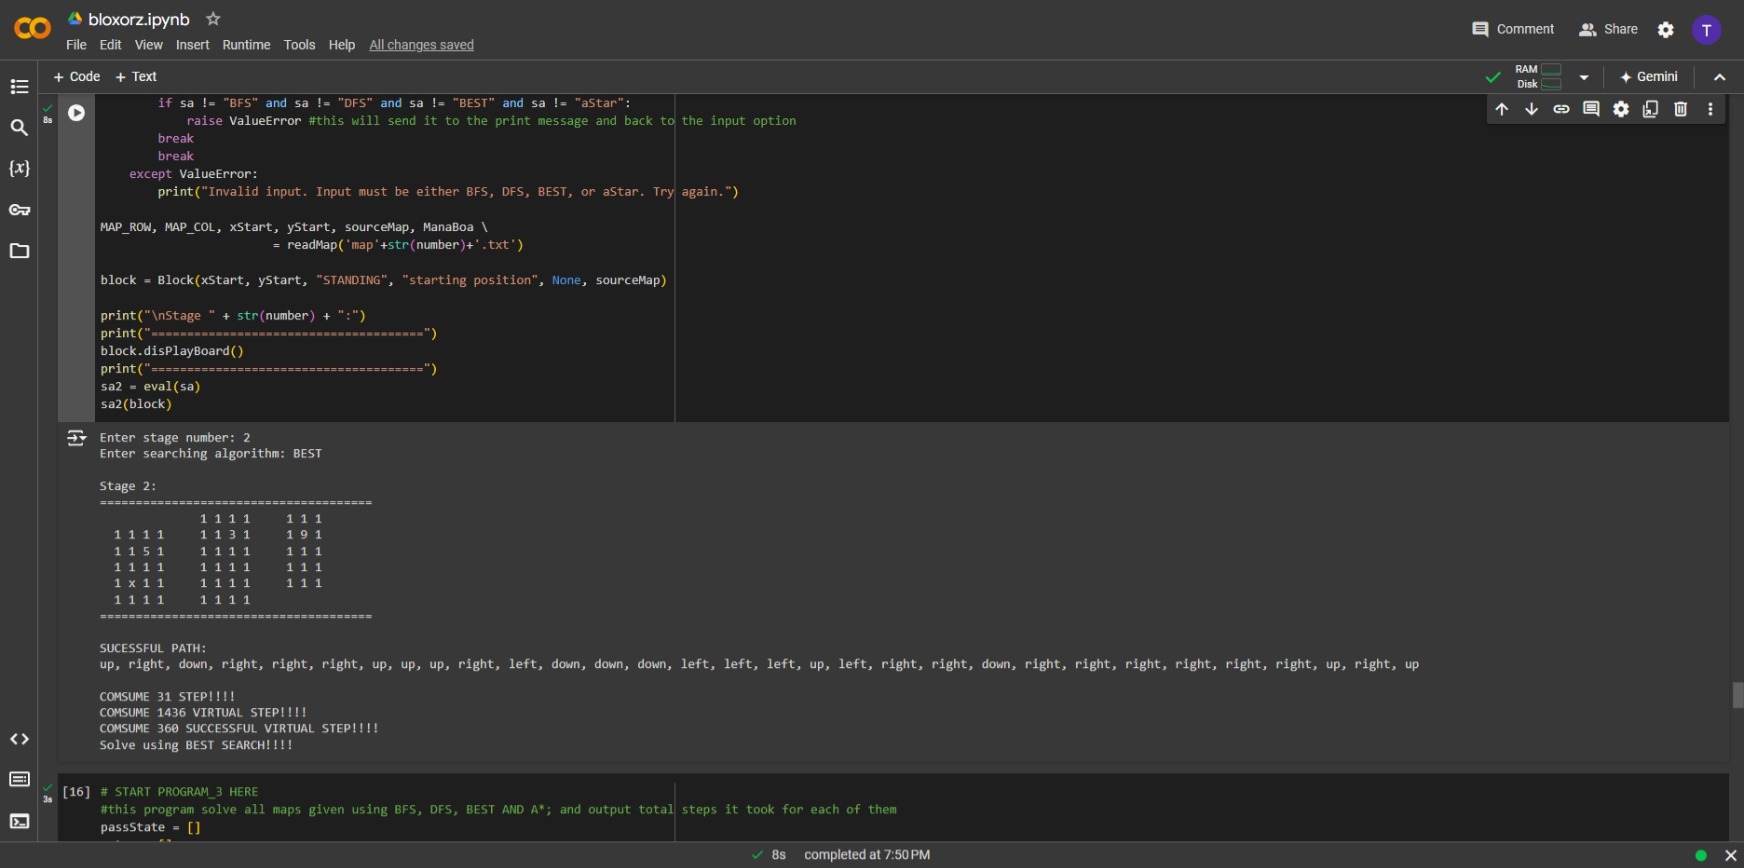 bloxorz.ipynb
File Edit View Insert Runtime Tools Help All changes saved
Comment Share T
+ Code + Text
RAM
Disk
Gemini
8s
if sa != "BFS" and sa != "DFS" and sa != "BEST" and sa != "aStar":
raise ValueError #this will send it to the print message and back to the input option
break
break
except ValueError:
print("Invalid input. Input must be either BFS, DFS, BEST, or aStar. Try again.")
MAP_ROW, MAP_COL, xStart, yStart, sourceMap, ManaBoa \
= readMap('map'+str(number)+'.txt')
block = Block(xStart, yStart, "STANDING", "starting position", None, sourceMap)
print("\nStage " + str(number) + ":")
print("======================================")
block.disPlayBoard()
print("======================================")
sa2 = eval(sa)
sa2(block)
Enter stage number: 2
Enter searching algorithm: BEST
Stage 2:
======================================
1 1 1 1 1 1 1
1 1 1 1 1 1 3 1 1 9 1
1 1 5 1 1 1 1 1 1 1 1
1 1 1 1 1 1 1 1 1 1 1
1 x 1 1 1 1 1 1 1 1 1
1 1 1 1 1 1 1 1
======================================
SUCESSFUL PATH:
up, right, down, right, right, right, up, up, up, right, left, down, down, down, left, left, left, up, left, right, right, down, right, right, right, right, right, right, up, right, up
COMSUME 31 STEP!!!!
COMSUME 1436 VIRTUAL STEP!!!!
COMSUME 360 SUCCESSFUL VIRTUAL STEP!!!!
Solve using BEST SEARCH!!!!
3s
[16] # START PROGRAM_3 HERE
#this program solve all maps given using BFS, DFS, BEST AND A*; and output total steps it took for each of them
passState = []
8s completed at 7:50 PM